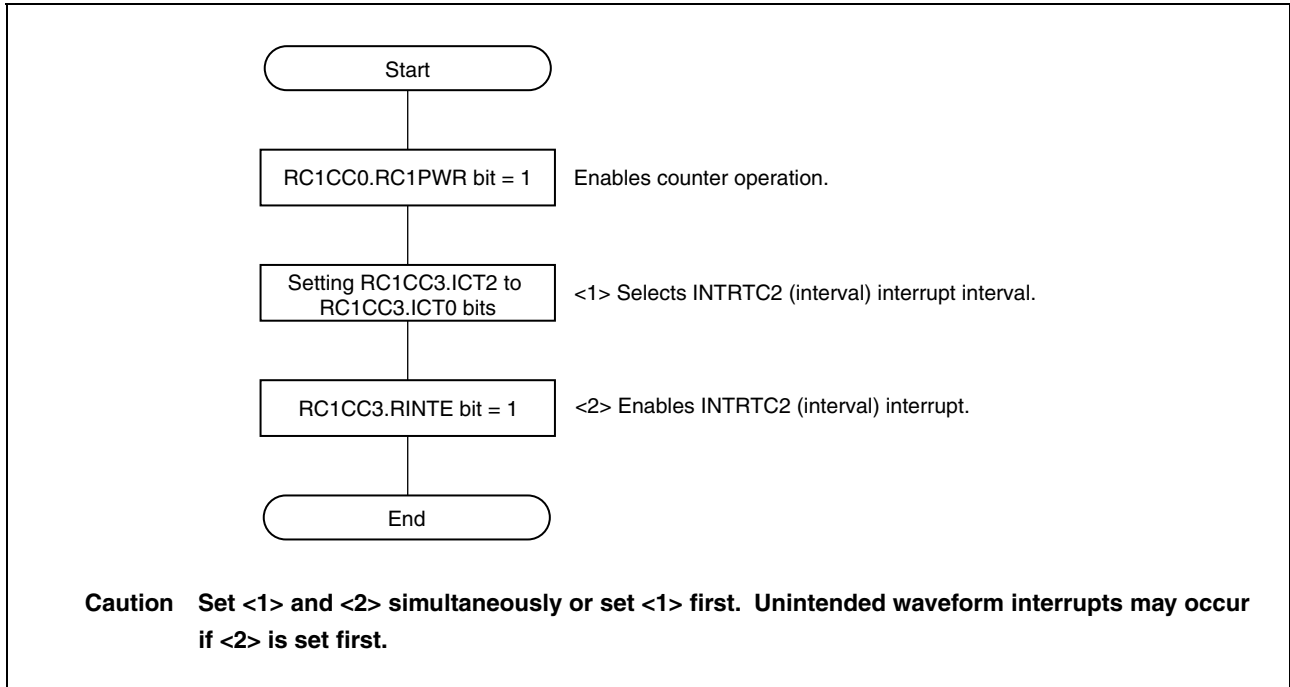 Start
RC1CC0.RC1PWR bit = 1
Enables counter operation.
Setting RC1CC3.ICT2 to
RC1CC3.ICT0 bits
<1> Selects INTRTC2 (interval) interrupt interval.
RC1CC3.RINTE bit = 1
<2> Enables INTRTC2 (interval) interrupt.
End
Caution Set <1> and <2> simultaneously or set <1> first. Unintended waveform interrupts may occur
if <2> is set first.